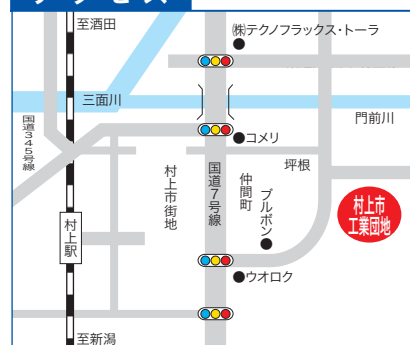 至酒田
㈱テクノフラックス・トーラ
三面川
門前川
国道345号線
コメリ
坪根
村上市街地
国道7号線
仲間町
ブルボン
村上市
工業団地
村上駅
ウオロク
至新潟